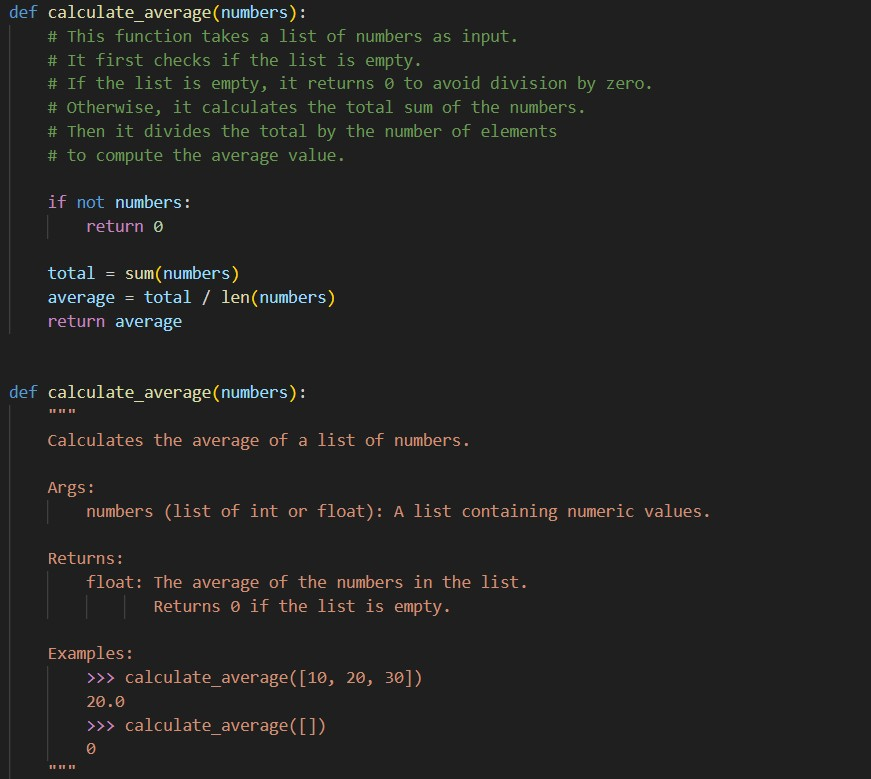 def calculate_average(numbers):
    # This function takes a list of numbers as input.
    # It first checks if the list is empty.
    # If the list is empty, it returns 0 to avoid division by zero.
    # Otherwise, it calculates the total sum of the numbers.
    # Then it divides the total by the number of elements
    # to compute the average value.

    if not numbers:
        return 0

    total = sum(numbers)
    average = total / len(numbers)
    return average


def calculate_average(numbers):
    """
    Calculates the average of a list of numbers.

    Args:
        numbers (list of int or float): A list containing numeric values.

    Returns:
        float: The average of the numbers in the list.
               Returns 0 if the list is empty.

    Examples:
        >>> calculate_average([10, 20, 30])
        20.0
        >>> calculate_average([])
        0
    """